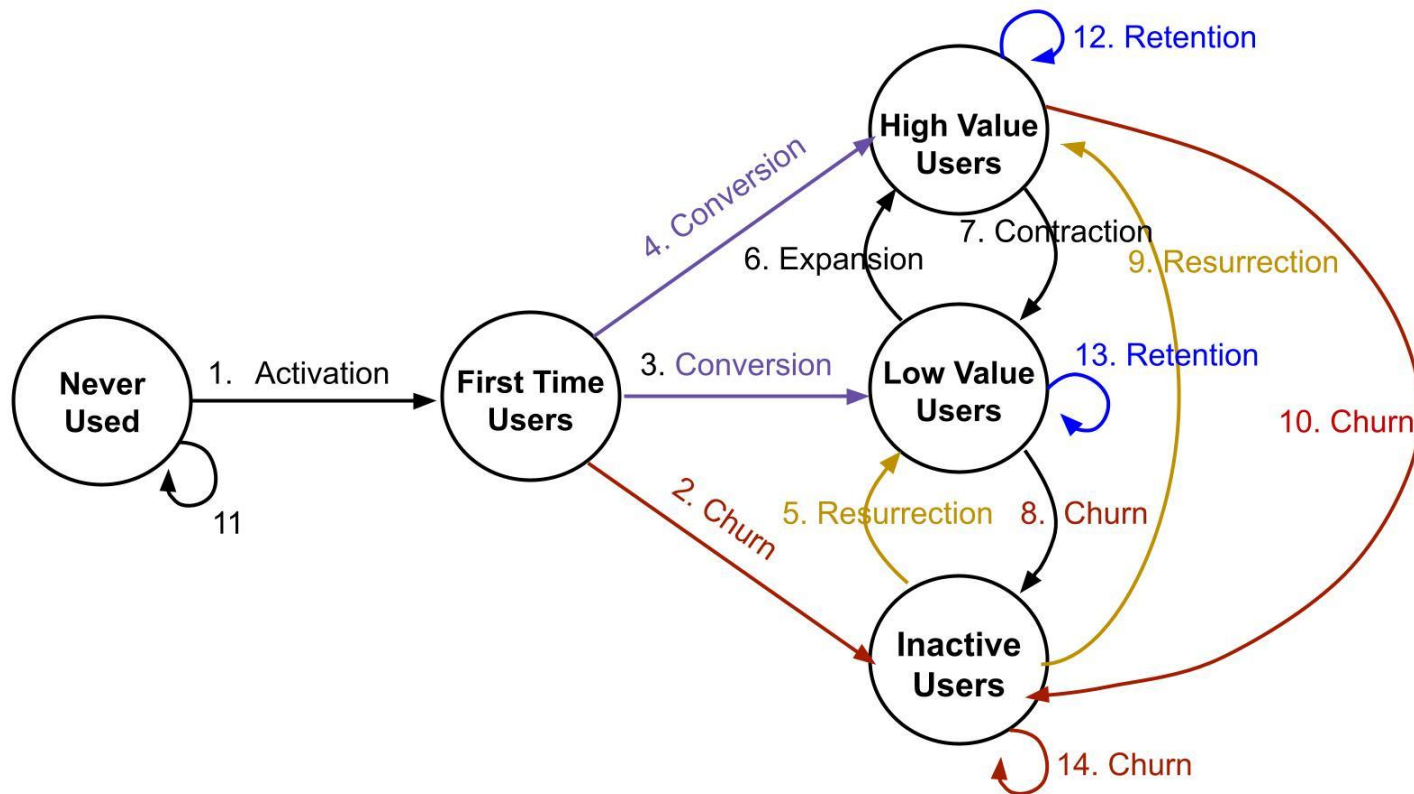 12. Retention
High Value
Users
4. Conversion
7. Contraction
6. Expansion
9. Resurrection
Never
Used
1. Activation
First Time
Users
3. Conversion
Low Value
Users
13. Retention
10. Churn
11
2. Churn
5. Resurrection
8. Churn
Inactive
Users
14. Churn